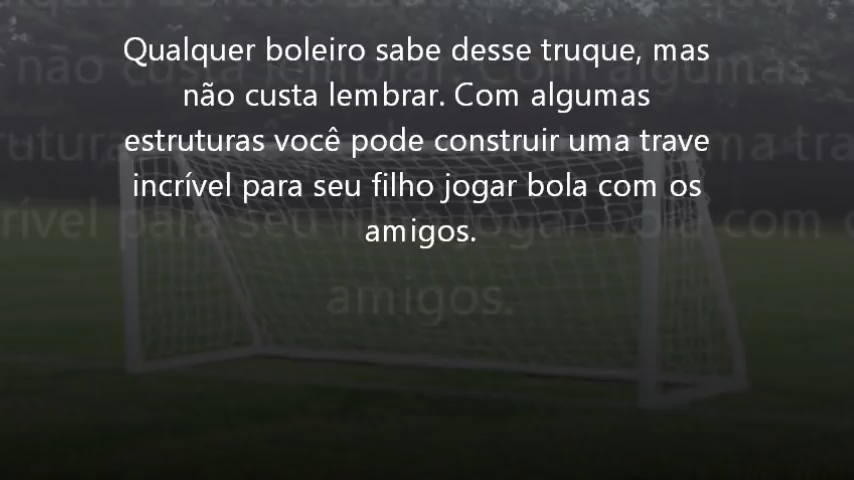 Qualquer boleiro sabe desse truque, mas
não custa lembrar. Com algumas
estruturas você pode construir uma trave
incrível para seu filho jogar bola com os
amigos.